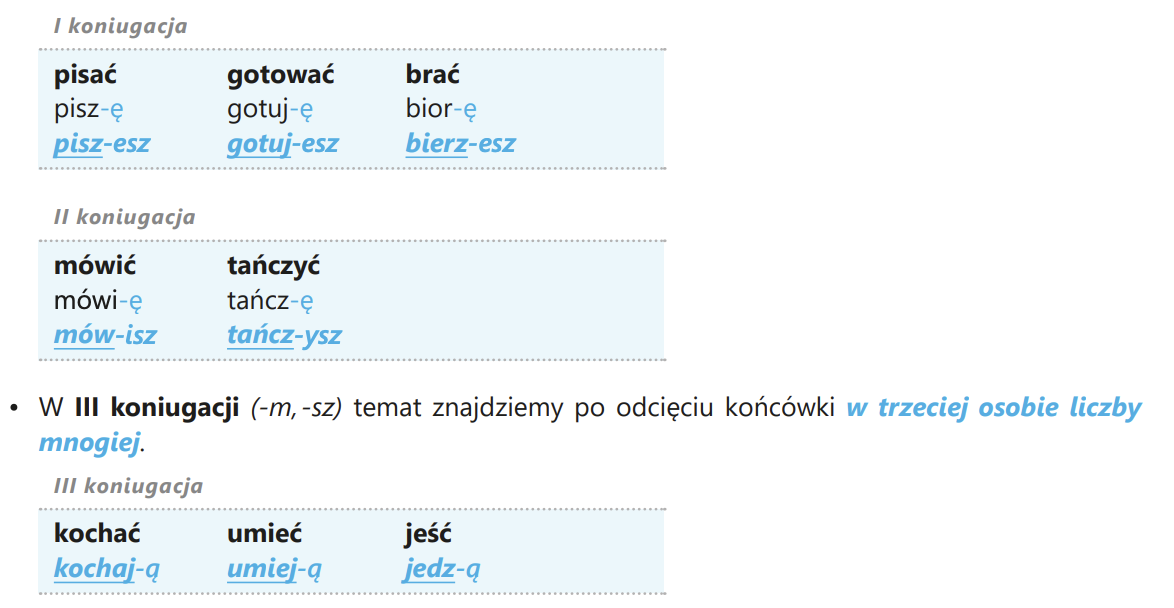 I koniugacja
pisać gotować brać
pisz-ę gotuj-ę bior-ę
pisz-esz gotuj-esz bierz-esz
II koniugacja
mówić tańczyć
mówi-ę tańcz-ę
mów-isz tańcz-ysz
• W III koniugacji (-m, -sz) temat znajdziemy po odcięciu końcówki w trzeciej osobie liczby
mnogiej.
III koniugacja
kochać umieć jeść
kochaj-ą umiej-ą jedz-ą